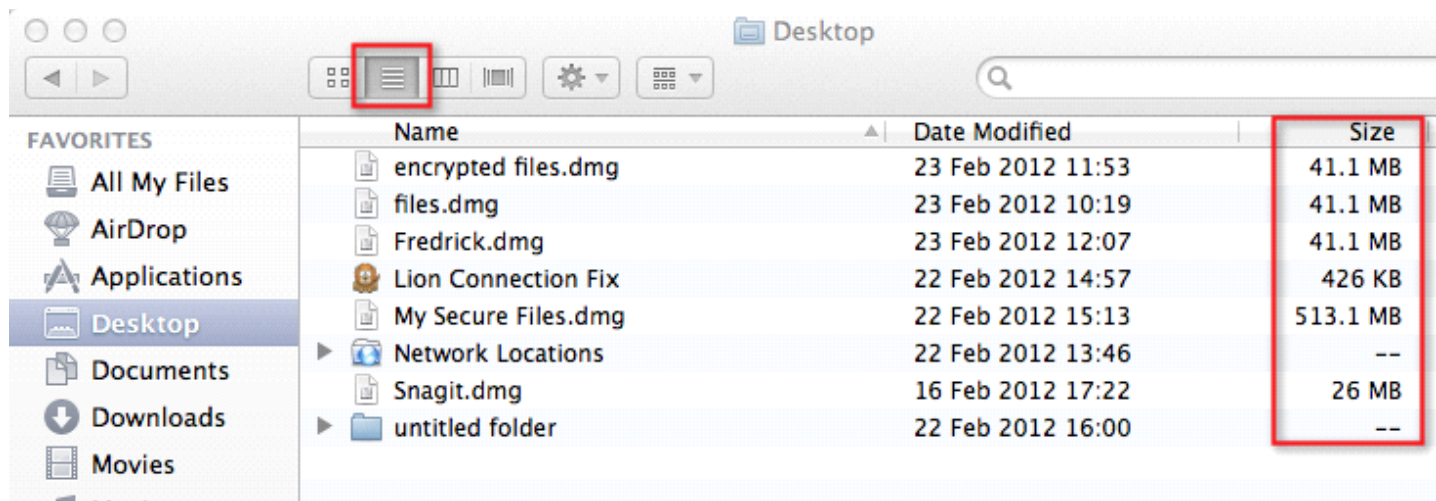 Desktop
FAVORITES
All My Files
AirDrop
Applications
Desktop
Documents
Downloads
Movies
Name Date Modified Size
encrypted files.dmg 23 Feb 2012 11:53 41.1 MB
files.dmg 23 Feb 2012 10:19 41.1 MB
Fredrick.dmg 23 Feb 2012 12:07 41.1 MB
Lion Connection Fix 22 Feb 2012 14:57 426 KB
My Secure Files.dmg 22 Feb 2012 15:13 513.1 MB
Network Locations 22 Feb 2012 13:46 --
Snagit.dmg 16 Feb 2012 17:22 26 MB
untitled folder 22 Feb 2012 16:00 --